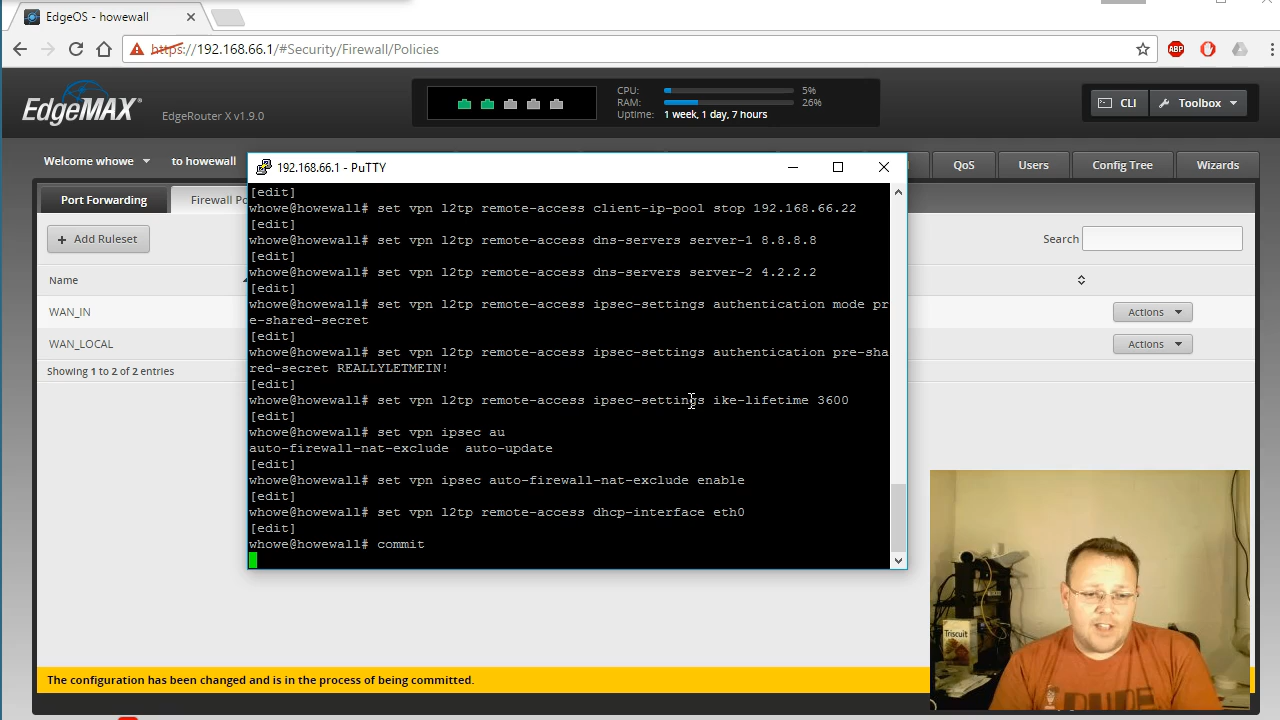 EdgeOS - howewall
https://192.168.66.1/#Security/Firewall/Policies
ABP
EdgeMAX
EdgeRouter X v1.9.0
CPU: 5%
RAM: 26%
Uptime: 1 week, 1 day, 7 hours
CLI
Toolbox
Welcome whowe
to howewall
QoS
Users
Config Tree
Wizards
Port Forwarding
Firewall Po
+ Add Ruleset
Search
Name
WAN_IN
Actions
WAN_LOCAL
Actions
Showing 1 to 2 of 2 entries
192.168.66.1 - PuTTY
[edit]
whowe@howewall# set vpn l2tp remote-access client-ip-pool stop 192.168.66.22
[edit]
whowe@howewall# set vpn l2tp remote-access dns-servers server-1 8.8.8.8
[edit]
whowe@howewall# set vpn l2tp remote-access dns-servers server-2 4.2.2.2
[edit]
whowe@howewall# set vpn l2tp remote-access ipsec-settings authentication mode pr
e-shared-secret
[edit]
whowe@howewall# set vpn l2tp remote-access ipsec-settings authentication pre-sha
red-secret REALLYLETMEIN!
[edit]
whowe@howewall# set vpn l2tp remote-access ipsec-settings ike-lifetime 3600
[edit]
whowe@howewall# set vpn ipsec au
auto-firewall-nat-exclude  auto-update
[edit]
whowe@howewall# set vpn ipsec auto-firewall-nat-exclude enable
[edit]
whowe@howewall# set vpn l2tp remote-access dhcp-interface eth0
[edit]
whowe@howewall# commit
Triscuit
The configuration has been changed and is in the process of being committed.